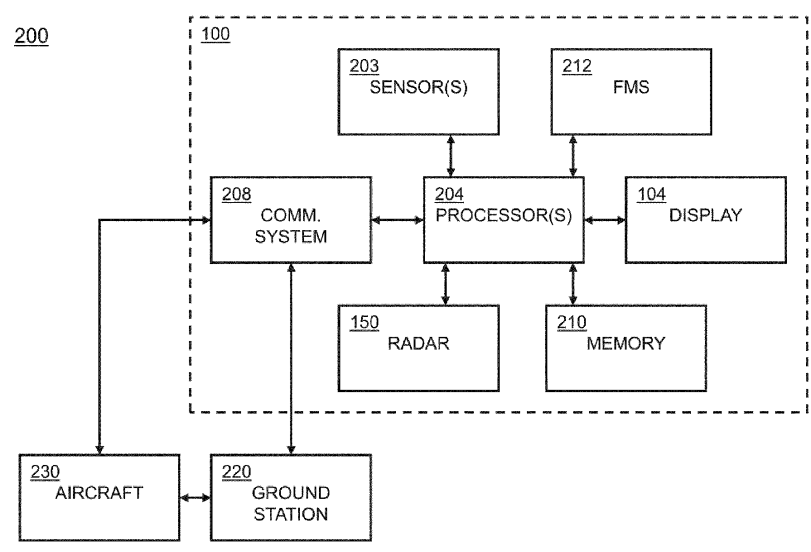 200
100
203
SENSOR(S)
212
FMS
208
COMM.
SYSTEM
204
PROCESSOR(S)
104
DISPLAY
150
RADAR
210
MEMORY
230
AIRCRAFT
220
GROUND
STATION